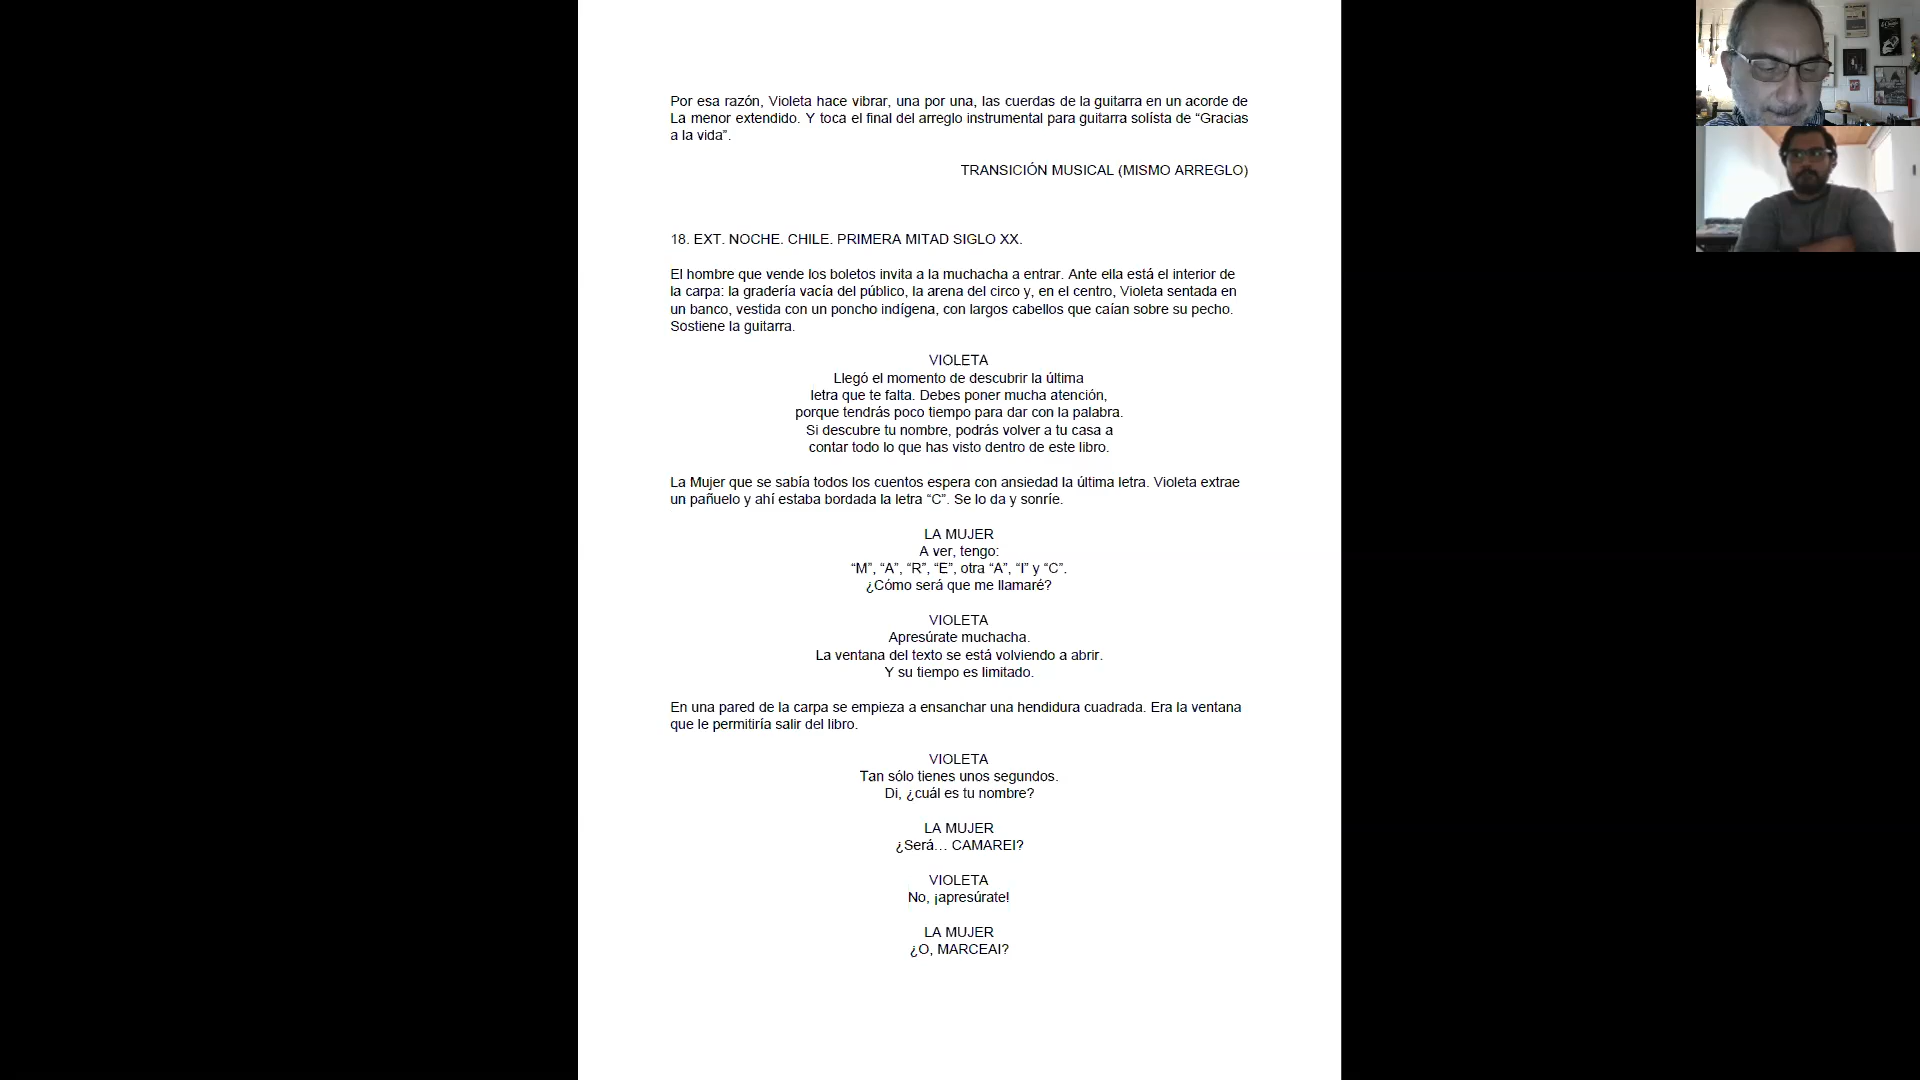 Por esa razón, Violeta hace vibrar, una por una, las cuerdas de la guitarra en un acorde de
La menor extendido. Y toca el final del arreglo instrumental para guitarra solísta de “Gracias
a la vida”.
TRANSICIÓN MUSICAL (MISMO ARREGLO)
18. EXT. NOCHE. CHILE. PRIMERA MITAD SIGLO XX.
El hombre que vende los boletos invita a la muchacha a entrar. Ante ella está el interior de
la carpa: la gradería vacía del público, la arena del circo y, en el centro, Violeta sentada en
un banco, vestida con un poncho indígena, con largos cabellos que caían sobre su pecho.
Sostiene la guitarra.
VIOLETA
Llegó el momento de descubrir la última
letra que te falta. Debes poner mucha atención,
porque tendrás poco tiempo para dar con la palabra.
Si descubre tu nombre, podrás volver a tu casa a
contar todo lo que has visto dentro de este libro.
La Mujer que se sabía todos los cuentos espera con ansiedad la última letra. Violeta extrae
un pañuelo y ahí estaba bordada la letra “C”. Se lo da y sonríe.
LA MUJER
A ver, tengo:
“M”, “A”, “R”, “E”, otra “A”, “I” y “C”.
¿Cómo será que me llamaré?
VIOLETA
Apresúrate muchacha.
La ventana del texto se está volviendo a abrir.
Y su tiempo es limitado.
En una pared de la carpa se empieza a ensanchar una hendidura cuadrada. Era la ventana
que le permitiría salir del libro.
VIOLETA
Tan sólo tienes unos segundos.
Di, ¿cuál es tu nombre?
LA MUJER
¿Será… CAMAREI?
VIOLETA
No, ¡apresúrate!
LA MUJER
¿O, MARCEAI?